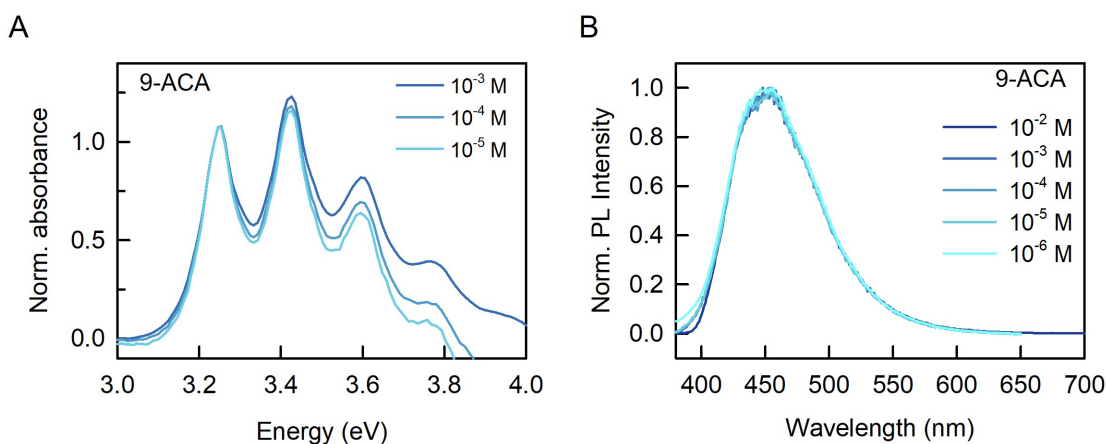 A
9-ACA
10⁻³ M
10⁻⁴ M
10⁻⁵ M
Norm. absorbance
1.0
0.5
0.0
3.0 3.2 3.4 3.6 3.8 4.0
Energy (eV)
B
9-ACA
10⁻² M
10⁻³ M
10⁻⁴ M
10⁻⁵ M
10⁻⁶ M
Norm. PL Intensity
1.0
0.8
0.6
0.4
0.2
0.0
400 450 500 550 600 650 700
Wavelength (nm)